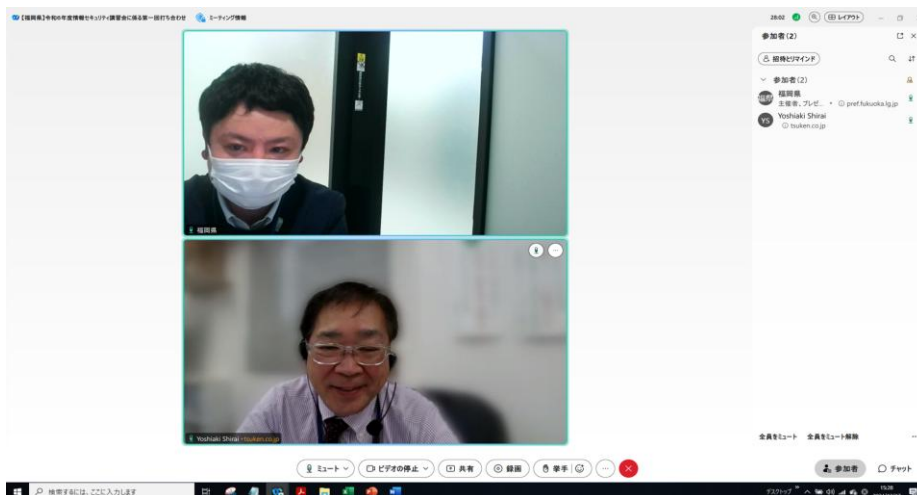 【福岡県】令和8年度情報セキュリティ講習会に係る第一回打ち合わせ ミーティング情報
28:02 レイアウト
参加者(2)
招待とリマインド
参加者(2)
福岡県
主催者、プレゼ... • pref.fukuoka.lg.jp
YS Yoshiaki Shirai
tsuken.co.jp
福岡県
Yoshiaki Shirai • tsuken.co.jp
全員をミュート 全員をミュート解除
ミュート ビデオの停止 共有 録画 挙手 参加者 チャット
検索するには、ここに入力します
デスクトップ 15:28